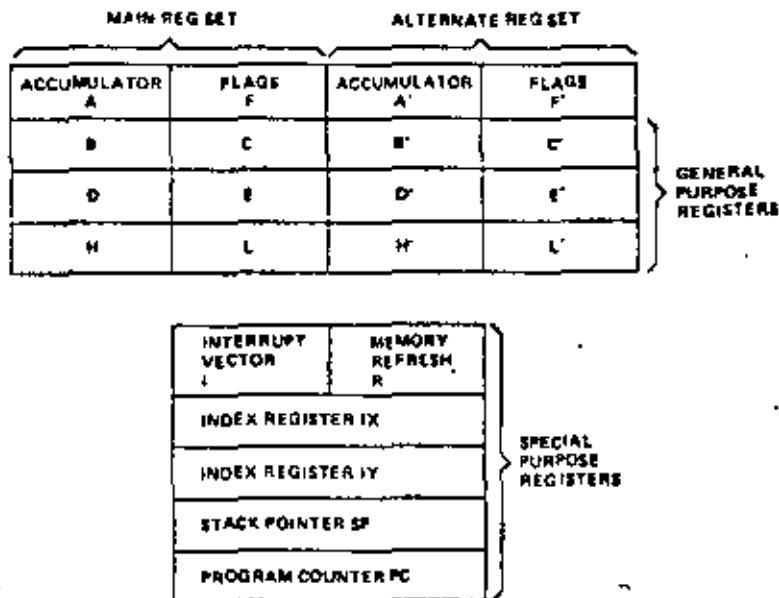 MAIN REG SET
ALTERNATE REG SET
ACCUMULATOR
A
FLAGS
F
ACCUMULATOR
A'
FLAGS
F'
B
C
B'
C'
D
E
D'
E'
H
L
H'
L'
GENERAL
PURPOSE
REGISTERS
INTERRUPT
VECTOR
I
MEMORY
REFRESH
R
INDEX REGISTER IX
INDEX REGISTER IY
STACK POINTER SP
PROGRAM COUNTER PC
SPECIAL
PURPOSE
REGISTERS